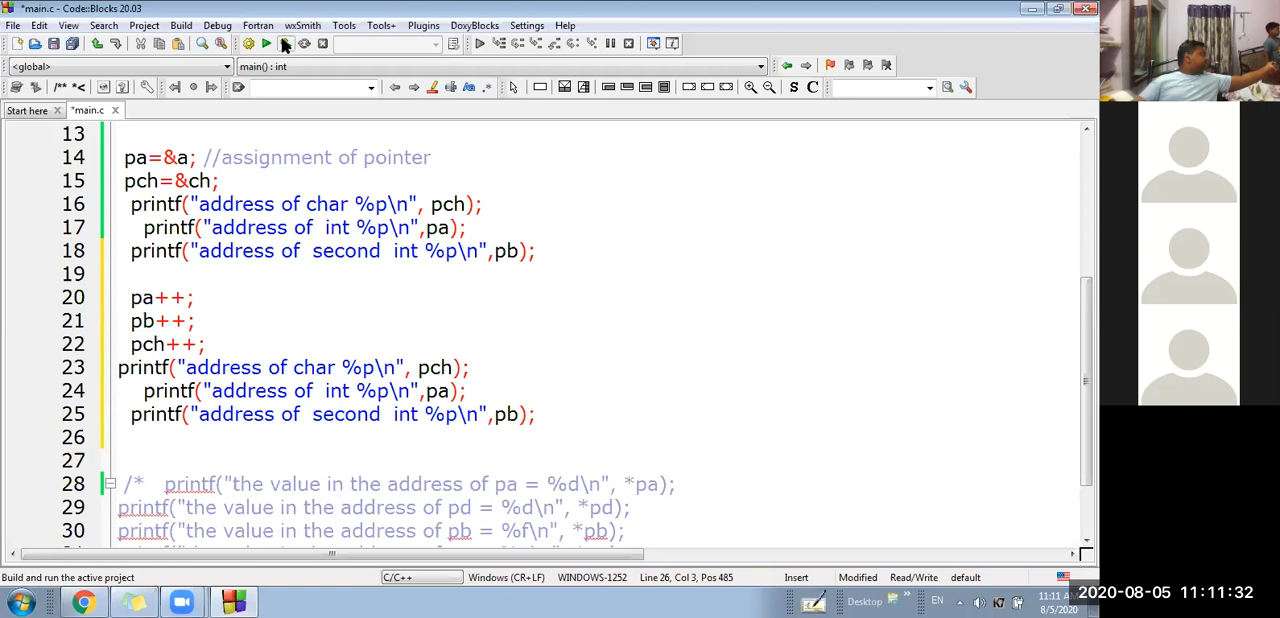 *main.c - Code::Blocks 20.03
File Edit View Search Project Build Debug Fortran wxSmith Tools Tools+ Plugins DoxyBlocks Settings Help
<global> main() : int
/** *<
.*
S C
Start here *main.c
13
14 pa=&a; //assignment of pointer
15 pch=&ch;
16 printf("address of char %p\n", pch);
17 printf("address of int %p\n",pa);
18 printf("address of second int %p\n",pb);
19
20 pa++;
21 pb++;
22 pch++;
23 printf("address of char %p\n", pch);
24 printf("address of int %p\n",pa);
25 printf("address of second int %p\n",pb);
26
27
28 /* printf("the value in the address of pa = %d\n", *pa);
29 printf("the value in the address of pd = %d\n", *pd);
30 printf("the value in the address of pb = %f\n", *pb);
Build and run the active project C/C++ Windows (CR+LF) WINDOWS-1252 Line 26, Col 3, Pos 485 Insert Modified Read/Write default
Desktop » EN 11:11 AM
8/5/2020
2020-08-05 11:11:32